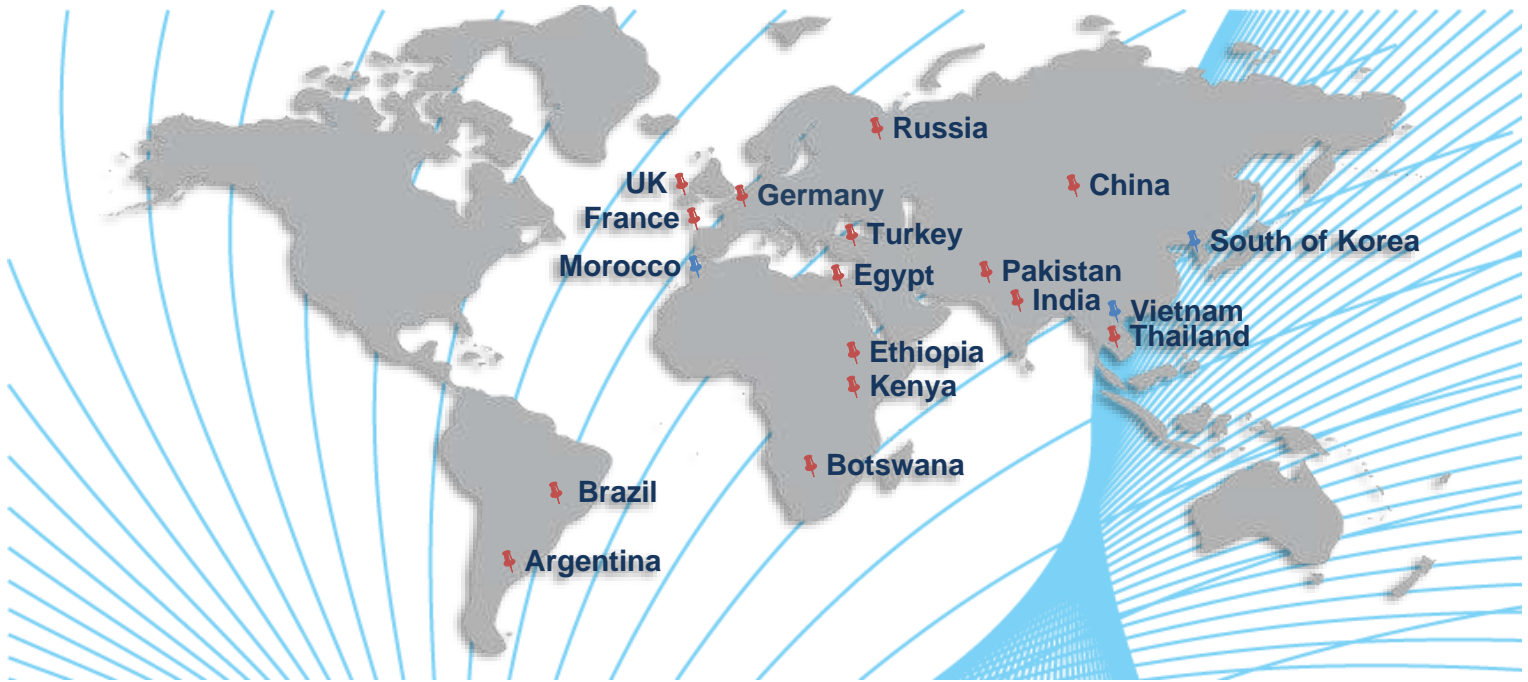 Russia
UK
Germany
China
France
Turkey
South of Korea
Morocco
Egypt
Pakistan
India
Vietnam
Thailand
Ethiopia
Kenya
Botswana
Brazil
Argentina